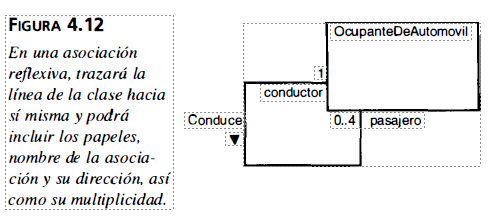 FIGURA 4.12
En una asociación
reflexiva, trazará la
línea de la clase hacia
sí misma y podrá
incluir los papeles,
nombre de la asocia-
ción y su dirección, así
como su multiplicidad.
OcupanteDeAutomovil
1
conductor
Conduce
0..4 pasajero